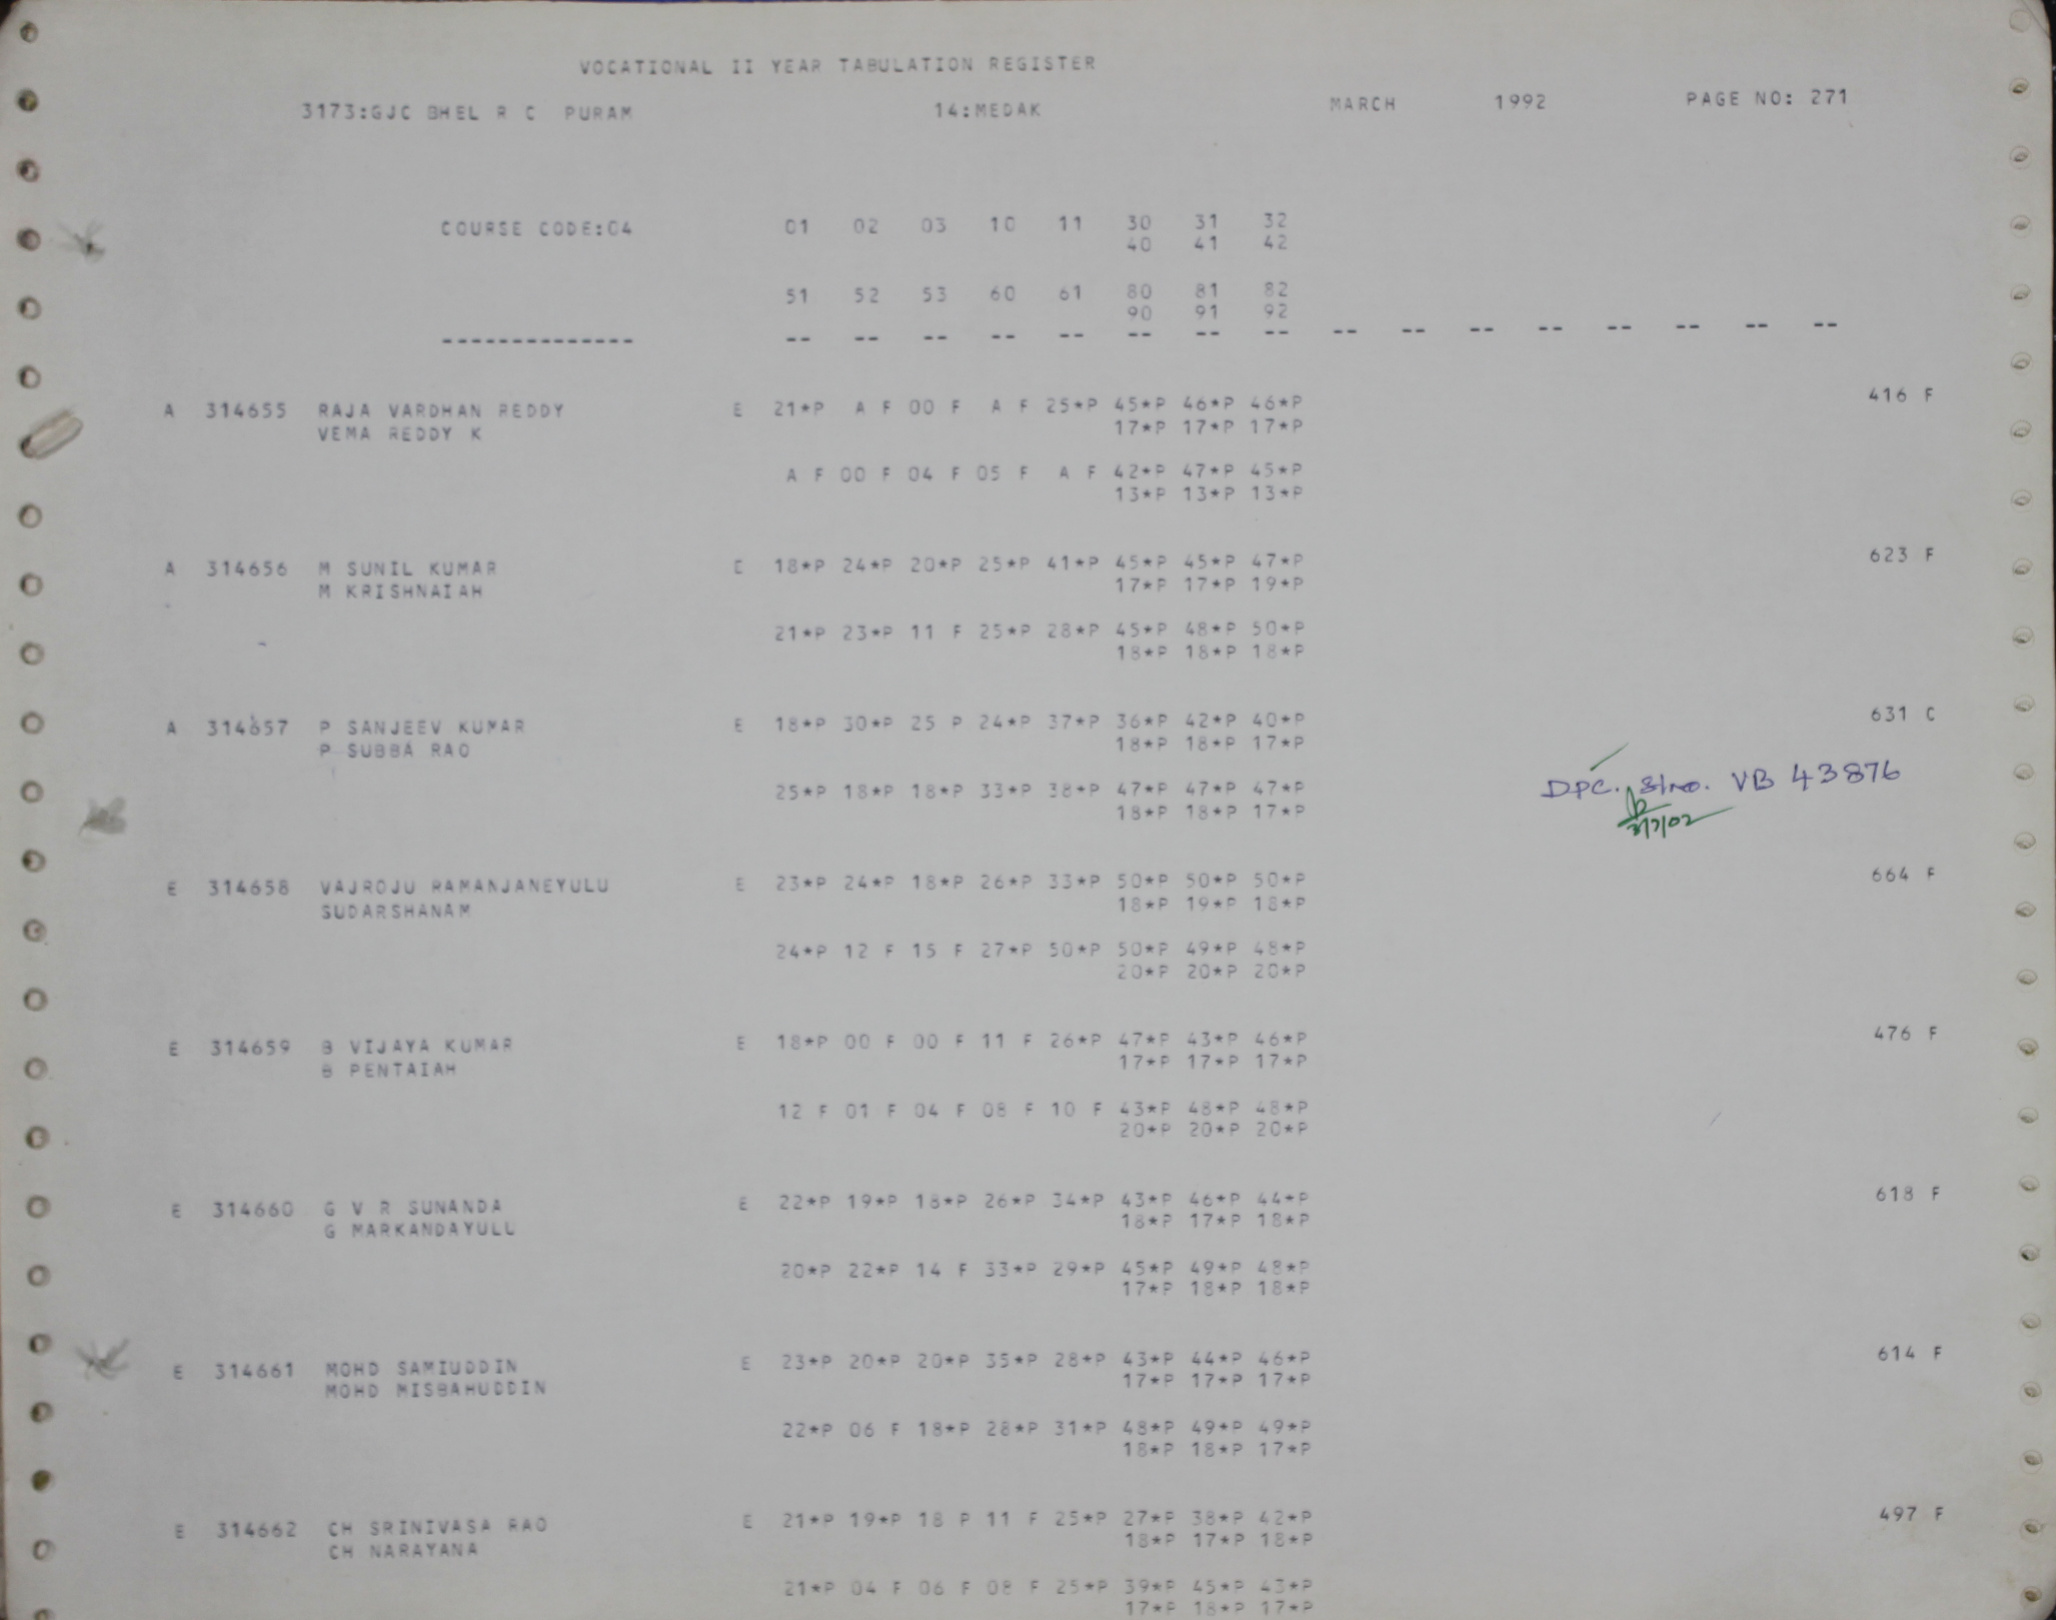 VOCATIONAL II YEAR TABULATION REGISTER
3173:GJC BHEL R C PURAM 14:MEDAK MARCH 1992 PAGE NO: 271
COURSE CODE:04 01 02 03 10 11 30 31 32
40 41 42
51 52 53 60 61 80 81 82
90 91 92
-------------- -- -- -- -- -- -- -- -- -- -- -- -- -- -- -- --
A 314655 RAJA VARDHAN REDDY E 21*P A F 00 F A F 25*P 45*P 46*P 46*P 416 F
VEMA REDDY K 17*P 17*P 17*P
A F 00 F 04 F 05 F A F 42*P 47*P 45*P
13*P 13*P 13*P
A 314656 M SUNIL KUMAR E 18*P 24*P 20*P 25*P 41*P 45*P 45*P 47*P 623 F
M KRISHNAIAH 17*P 17*P 19*P
21*P 23*P 11 F 25*P 28*P 45*P 48*P 50*P
18*P 18*P 18*P
A 314657 P SANJEEV KUMAR E 18*P 30*P 25 P 24*P 37*P 36*P 42*P 40*P 631 C
P SUBBA RAO 18*P 18*P 17*P
DPC. Slno. VB 43876
25*P 18*P 18*P 33*P 38*P 47*P 47*P 47*P
18*P 18*P 17*P
3/7/02
E 314658 VAJROJU RAMANJANEYULU E 23*P 24*P 18*P 26*P 33*P 50*P 50*P 50*P 664 F
SUDARSHANAM 18*P 19*P 18*P
24*P 12 F 15 F 27*P 50*P 50*P 49*P 48*P
20*P 20*P 20*P
E 314659 B VIJAYA KUMAR E 18*P 00 F 00 F 11 F 26*P 47*P 43*P 46*P 476 F
B PENTAIAH 17*P 17*P 17*P
12 F 01 F 04 F 08 F 10 F 43*P 48*P 48*P
20*P 20*P 20*P
E 314660 G V R SUNANDA E 22*P 19*P 18*P 26*P 34*P 43*P 46*P 44*P 618 F
G MARKANDAYULU 18*P 17*P 18*P
20*P 22*P 14 F 33*P 29*P 45*P 49*P 48*P
17*P 18*P 18*P
E 314661 MOHD SAMIUDDIN E 23*P 20*P 20*P 35*P 28*P 43*P 44*P 46*P 614 F
MOHD MISBAHUDDIN 17*P 17*P 17*P
22*P 06 F 18*P 28*P 31*P 48*P 49*P 49*P
18*P 18*P 17*P
E 314662 CH SRINIVASA RAO E 21*P 19*P 18 P 11 F 25*P 27*P 38*P 42*P 497 F
CH NARAYANA 18*P 17*P 18*P
21*P 04 F 06 F 08 F 25*P 39*P 45*P 43*P
17*P 18*P 17*P